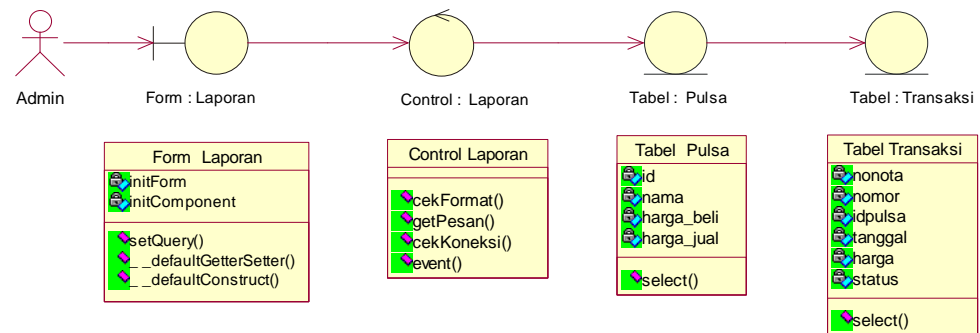 Admin
Form : Laporan
Control : Laporan
Tabel : Pulsa
Tabel : Transaksi
Form Laporan
initForm
initComponent
setQuery()
_ _defaultGetterSetter()
_ _defaultConstruct()
Control Laporan
cekFormat()
getPesan()
cekKoneksi()
event()
Tabel Pulsa
id
nama
harga_beli
harga_jual
select()
Tabel Transaksi
nonota
nomor
idpulsa
tanggal
harga
status
select()